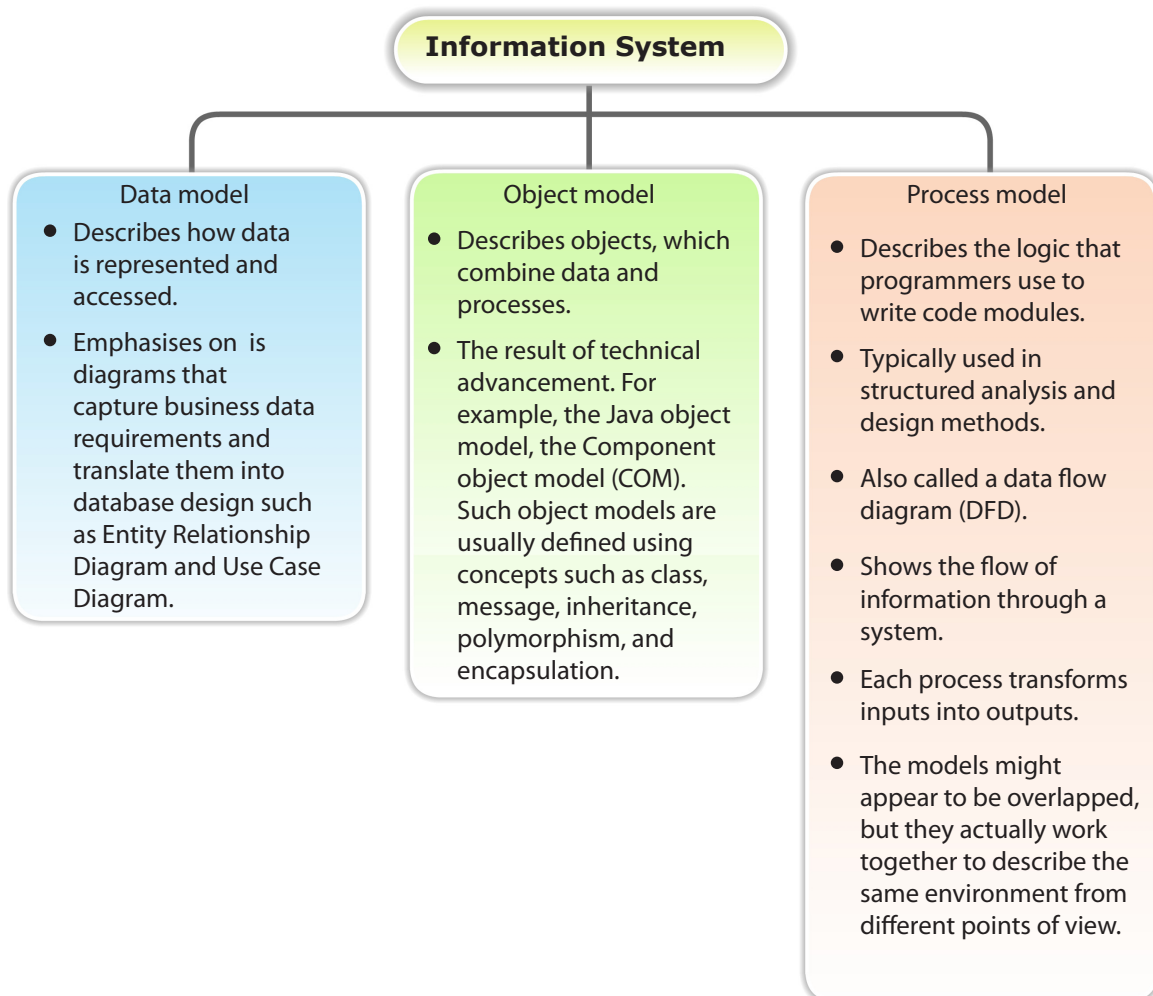 Information System
Data model
• Describes how data
is represented and
accessed.
• Emphasises on  is
diagrams that
capture business data
requirements and
translate them into
database design such
as Entity Relationship
Diagram and Use Case
Diagram.
Object model
• Describes objects, which
combine data and
processes.
• The result of technical
advancement. For
example, the Java object
model, the Component
object model (COM).
Such object models are
usually defined using
concepts such as class,
message, inheritance,
polymorphism, and
encapsulation.
Process model
• Describes the logic that
programmers use to
write code modules.
• Typically used in
structured analysis and
design methods.
• Also called a data flow
diagram (DFD).
• Shows the flow of
information through a
system.
• Each process transforms
inputs into outputs.
• The models might
appear to be overlapped,
but they actually work
together to describe the
same environment from
different points of view.